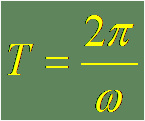 T = 2π / ω